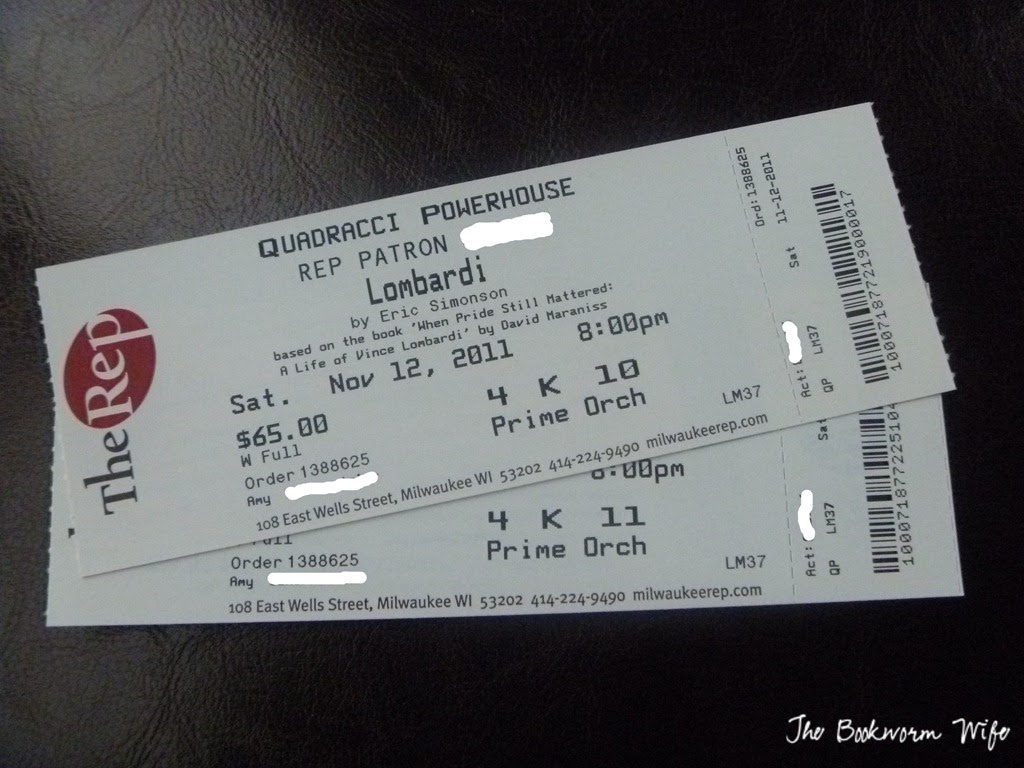 The Rep
QUADRACCI POWERHOUSE
REP PATRON
Lombardi
by Eric Simonson
based on the book 'When Pride Still Mattered:
A Life of Vince Lombardi' by David Maraniss
Sat. Nov 12, 2011 8:00pm
$65.00 4 K 10
W Full Prime Orch
Order 1388625 LM37
Amy
108 East Wells Street, Milwaukee WI 53202 414-224-9490 milwaukeerep.com
Ord: 1388625
Sat 11-12-2011
Act:
QP LM37
100071877219000017
8:00pm
4 K 11
Prime Orch
Order 1388625
Amy
LM37
108 East Wells Street, Milwaukee WI 53202 414-224-9490 milwaukeerep.com
Sat
Act:
QP LM37
The Bookworm Wife